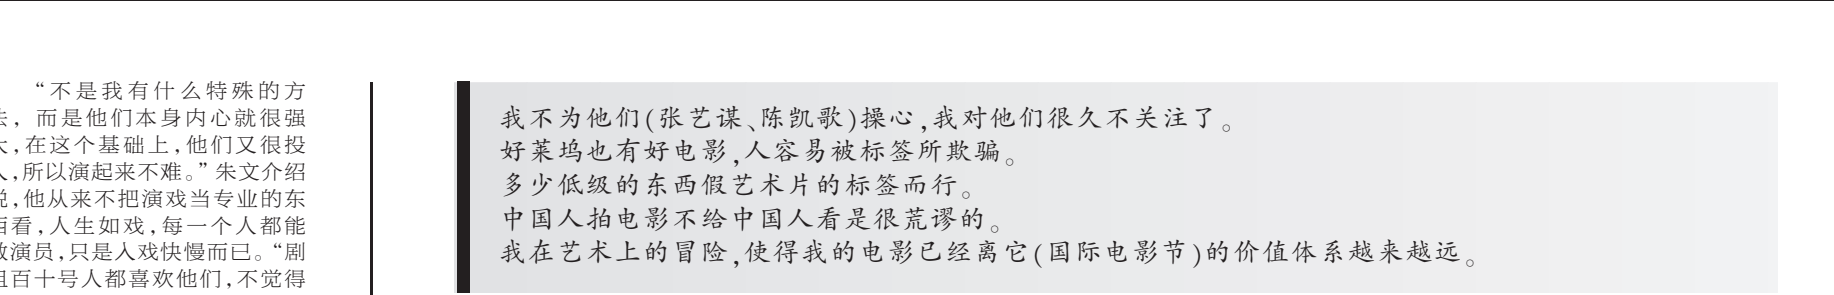 “不是我有什么特殊的方
法，而是他们本身内心就很强
大，在这个基础上，他们又很投
入，所以演起来不难。”朱文介绍
说，他从来不把演戏当专业的东
西看，人生如戏，每一个人都能
做演员，只是入戏快慢而已。“剧
组百十号人都喜欢他们，不觉得
我不为他们(张艺谋、陈凯歌)操心，我对他们很久不关注了。
好莱坞也有好电影，人容易被标签所欺骗。
多少低级的东西假艺术片的标签而行。
中国人拍电影不给中国人看是很荒谬的。
我在艺术上的冒险，使得我的电影已经离它(国际电影节)的价值体系越来越远。